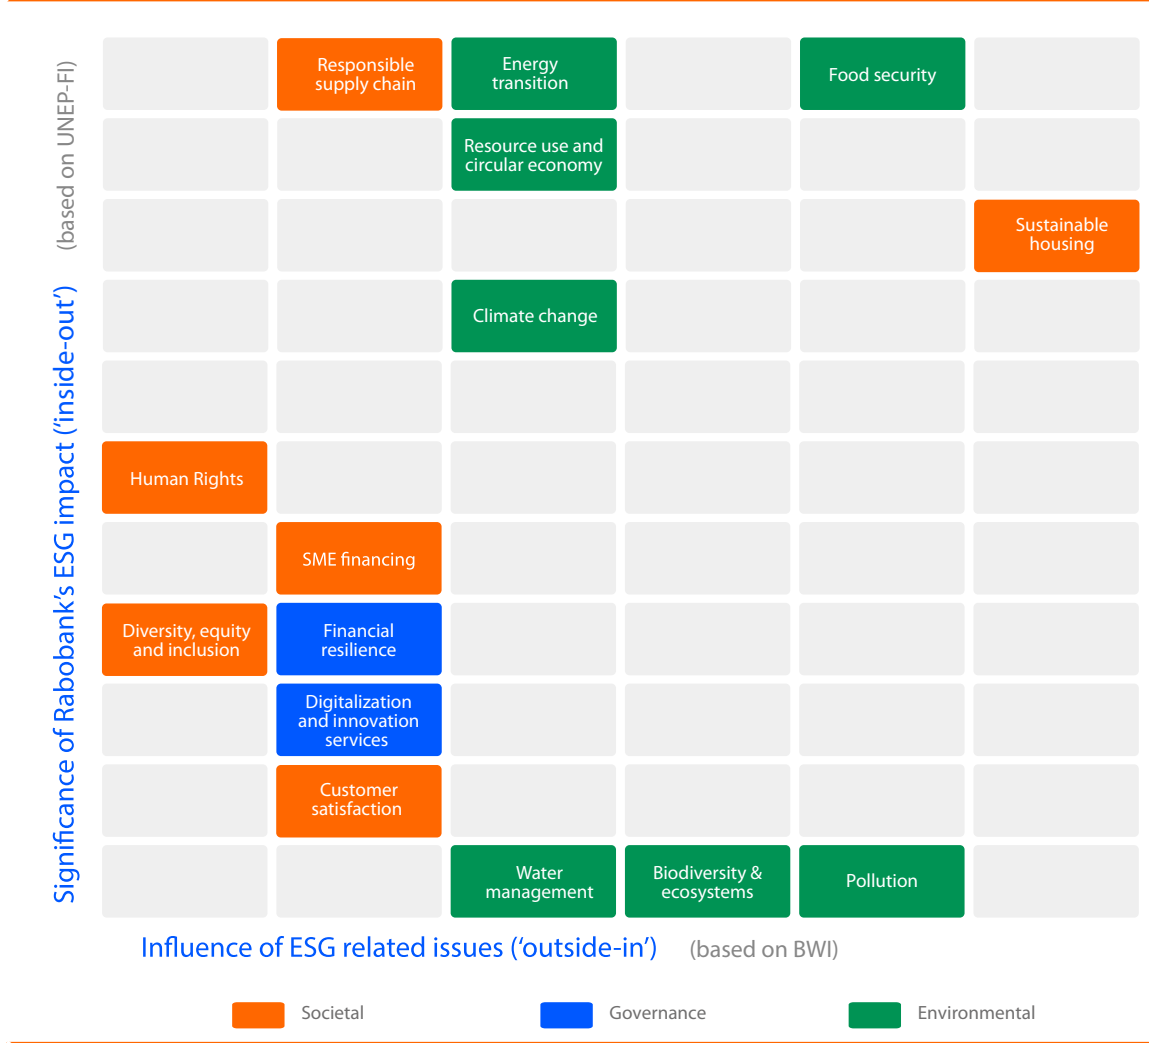 (based on UNEP-FI)
Significance of Rabobank's ESG impact ('inside-out')
Responsible
supply chain
Energy
transition
Food security
Resource use and
circular economy
Sustainable
housing
Climate change
Human Rights
SME financing
Diversity, equity
and inclusion
Financial
resilience
Digitalization
and innovation
services
Customer
satisfaction
Water
management
Biodiversity &
ecosystems
Pollution
Influence of ESG related issues ('outside-in') (based on BWI)
Societal
Governance
Environmental